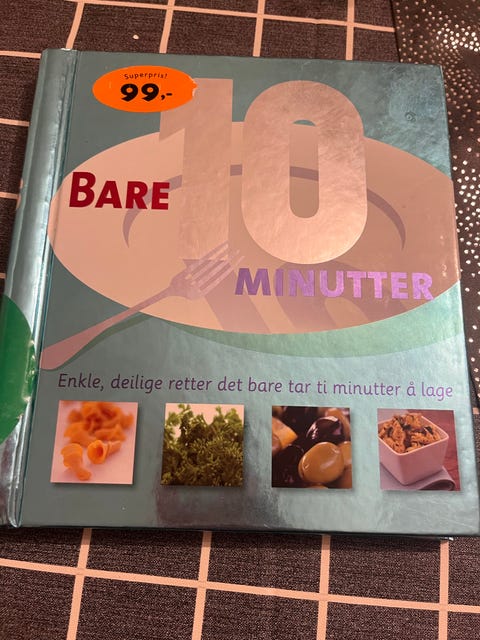 Superpris!
99,-
10
BARE
MINUTTER
Enkle, deilige retter det bare tar ti minutter å lage